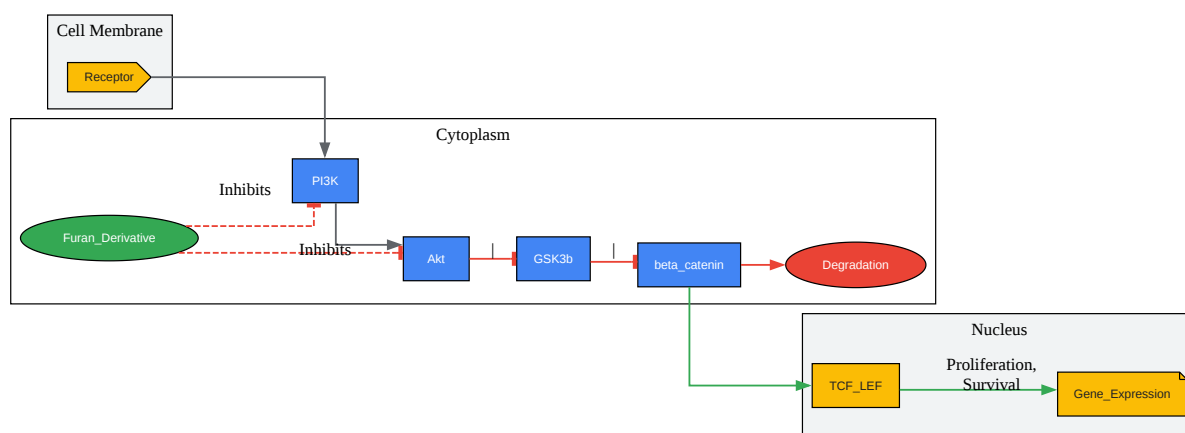 Cell Membrane
Receptor
Cytoplasm
PI3K
Inhibits
Furan_Derivative
Inhibits
Akt
|
GSK3b
|
beta_catenin
Degradation
Nucleus
TCF_LEF
Proliferation,
Survival
Gene_Expression